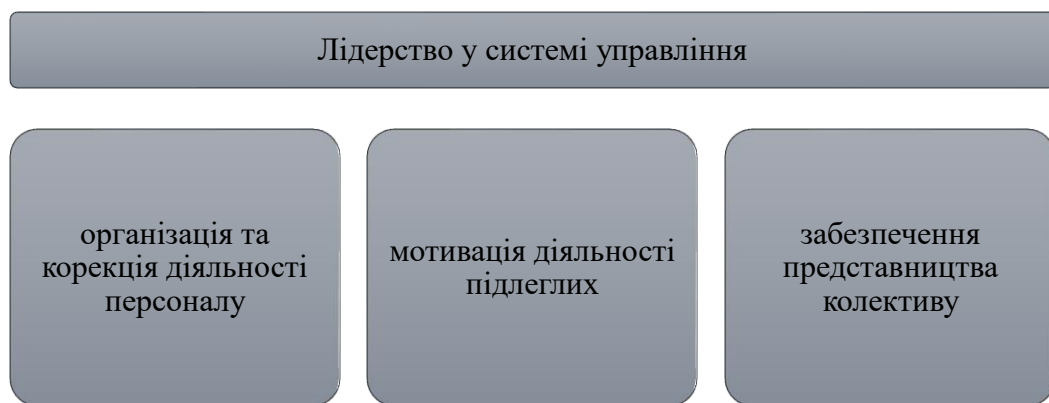 Лідерство у системі управління
організація та
корекція діяльності
персоналу
мотивація діяльності
підлеглих
забезпечення
представництва
колективу